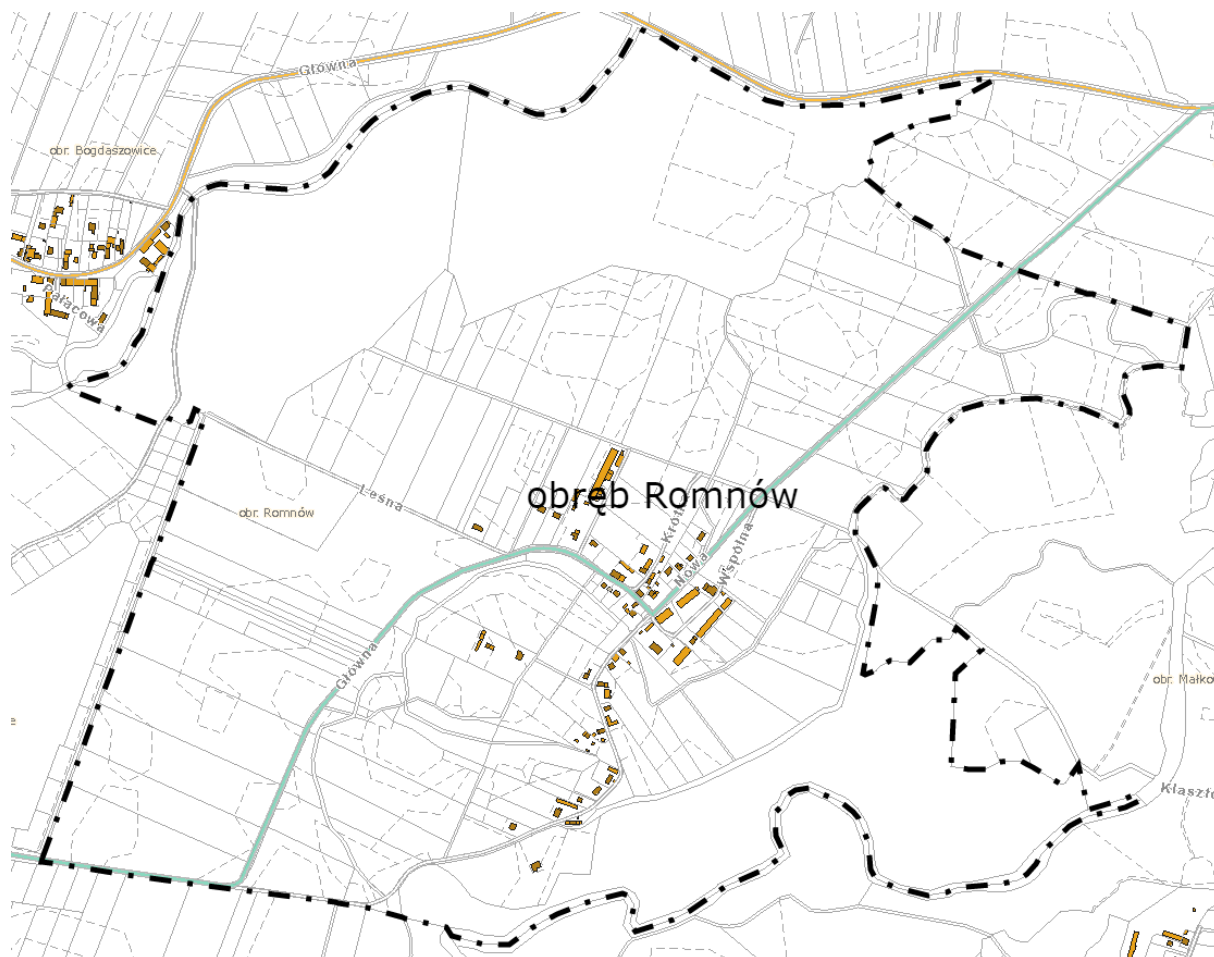 Główna
obr. Bogdaszowice
Pałacowa
obręb Romnów
Leśna
obr. Romnów
Nowa
Wspólna
Główna
obr. Małko
e
Klaszto